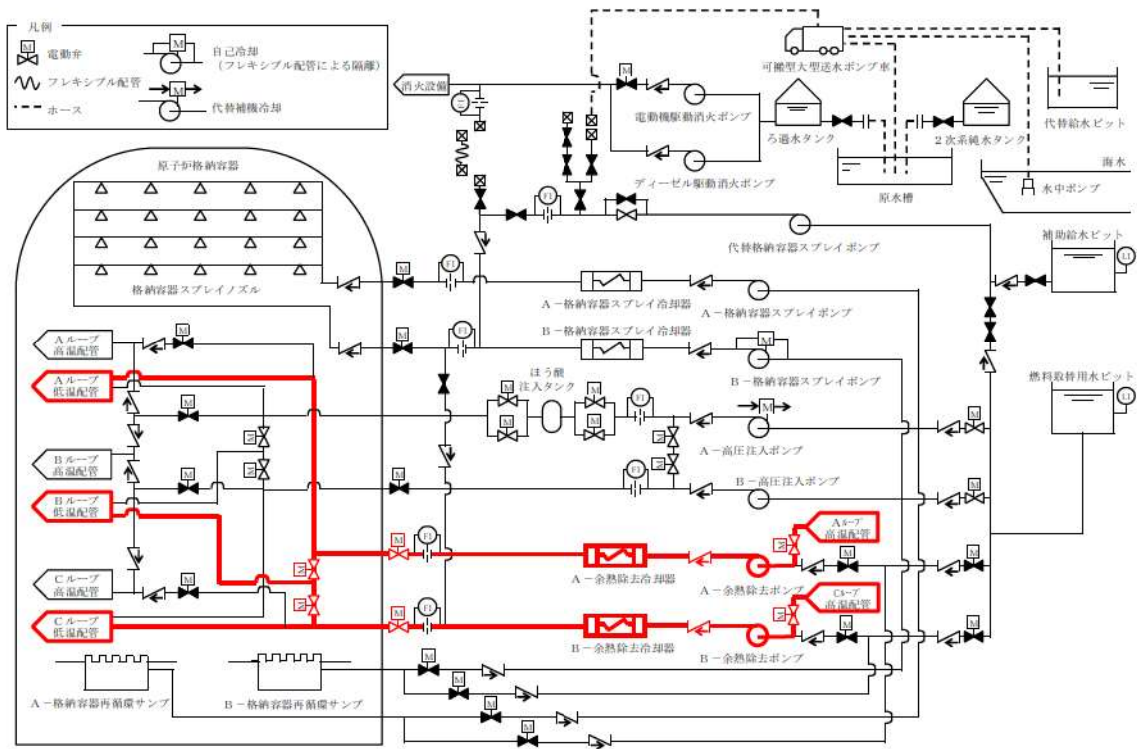 凡例
M
電動弁
フレキシブル配管
ホース
M
自己冷却
（フレキシブル配管による隔離）
M
代替補機冷却
消火設備
M
電動機駆動消火ポンプ
ディーゼル駆動消火ポンプ
可搬型大型送水ポンプ車
ろ過水タンク
2次系純水タンク
代替給水ピット
原水槽
海水
水中ポンプ
FI
代替格納容器スプレイポンプ
補助給水ピット
LI
原子炉格納容器
格納容器スプレイノズル
M
FI
A－格納容器スプレイ冷却器
A－格納容器スプレイポンプ
B－格納容器スプレイ冷却器
M
FI
M
B－格納容器スプレイポンプ
燃料取替用水ピット
LI
Aループ
高温配管
M
Aループ
低温配管
M
ほう酸
注入タンク
M
M
M
M
FI
M
A－高圧注入ポンプ
M
M
M
M
Bループ
高温配管
M
M
M
FI
B－高圧注入ポンプ
M
Bループ
低温配管
M
M
FI
A－余熱除去冷却器
A－余熱除去ポンプ
M
Aループ
高温配管
M
M
Cループ
高温配管
M
M
Cループ
低温配管
M
FI
B－余熱除去冷却器
B－余熱除去ポンプ
M
Cループ
高温配管
M
M
A－格納容器再循環サンプ
B－格納容器再循環サンプ
M
M
M
M